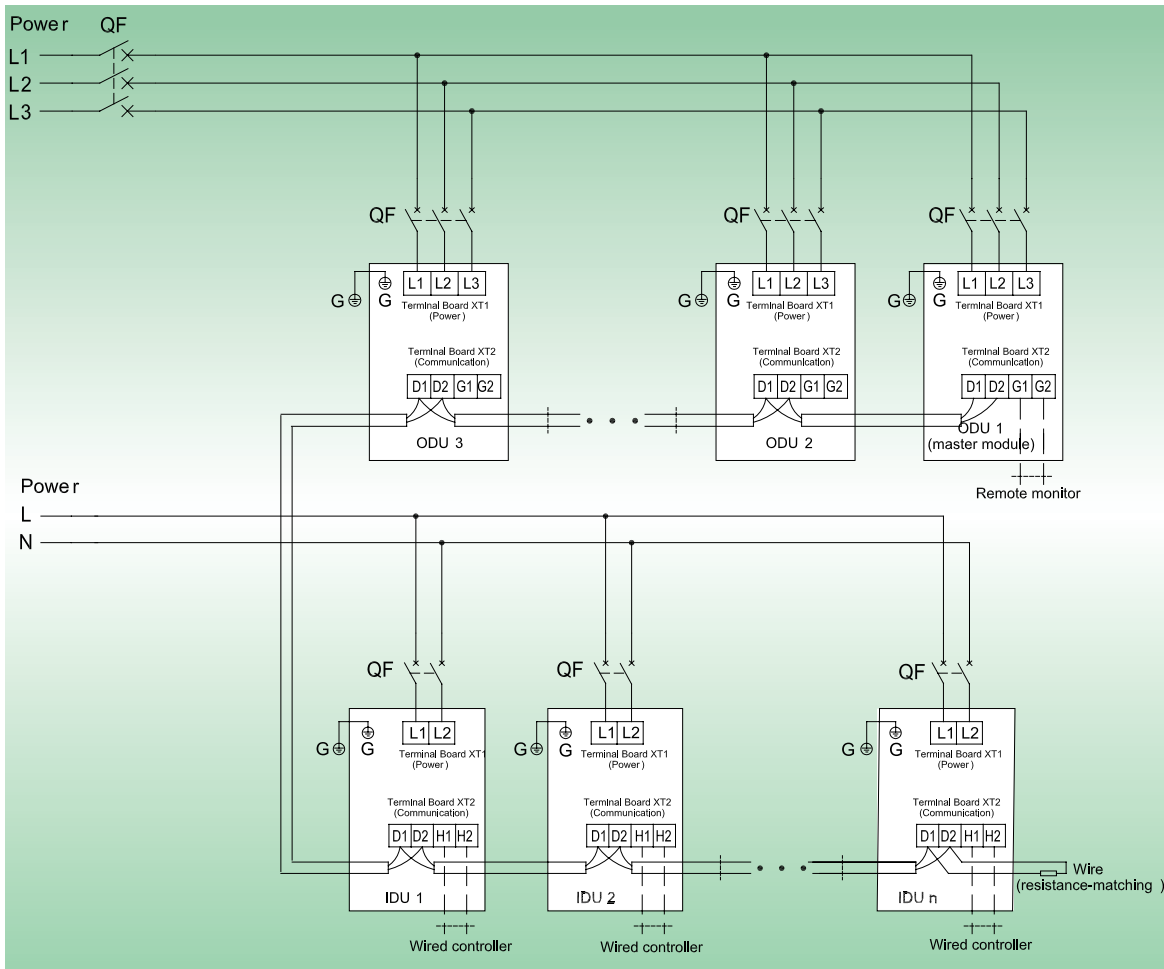 Power QF
L1
L2
L3
QF QF QF
G G L1 L2 L3 G G L1 L2 L3 G G L1 L2 L3
Terminal Board XT1 Terminal Board XT1 Terminal Board XT1
(Power) (Power) (Power)
Terminal Board XT2 Terminal Board XT2 Terminal Board XT2
(Communication) (Communication) (Communication)
D1 D2 G1 G2 D1 D2 G1 G2 D1 D2 G1 G2
ODU 3 ODU 2 ODU 1
(master module)
Remote monitor
Power
L
N
QF QF QF
G G L1 L2 G G L1 L2 G G L1 L2
Terminal Board XT1 Terminal Board XT1 Terminal Board XT1
(Power) (Power) (Power)
Terminal Board XT2 Terminal Board XT2 Terminal Board XT2
(Communication) (Communication) (Communication)
D1 D2 H1 H2 D1 D2 H1 H2 D1 D2 H1 H2
Wire
(resistance-matching)
IDU 1 IDU 2 IDU n
Wired controller Wired controller Wired controller